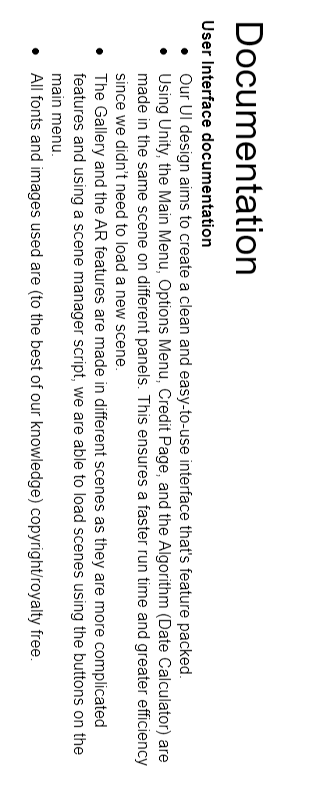 Documentation
User Interface documentation
• Our UI design aims to create a clean and easy-to-use interface that's feature packed.
• Using Unity, the Main Menu, Options Menu, Credit Page, and the Algorithm (Date Calculator) are
made in the same scene on different panels. This ensures a faster run time and greater efficiency
since we didn't need to load a new scene.
• The Gallery and the AR features are made in different scenes as they are more complicated
features and using a scene manager script, we are able to load scenes using the buttons on the
main menu.
• All fonts and images used are (to the best of our knowledge) copyright/royalty free.